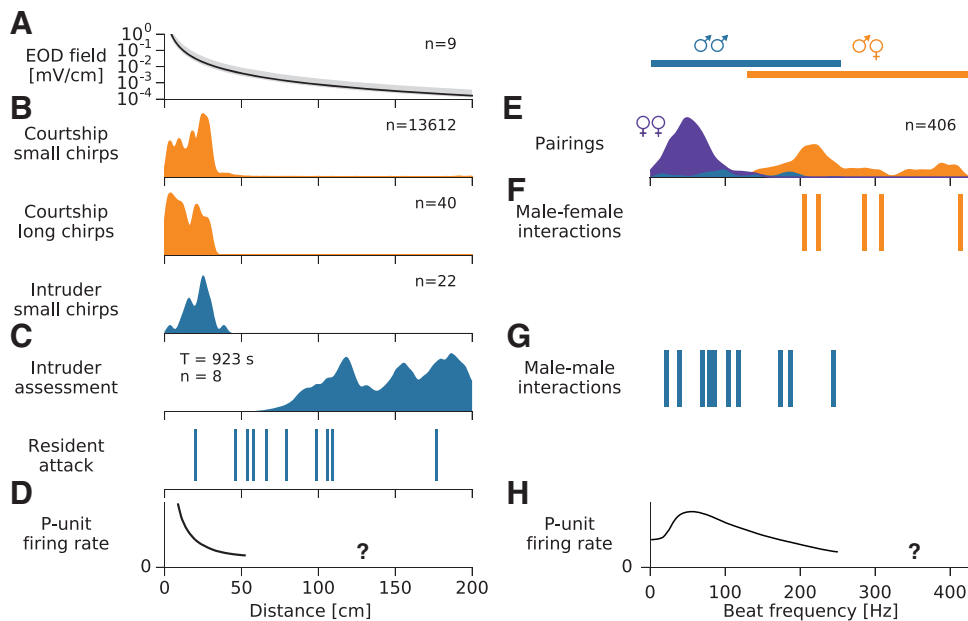 A
EOD field
[mV/cm]
10⁰
10⁻¹
10⁻²
10⁻³
10⁻⁴
n=9
B
Courtship
small chirps
n=13612
Courtship
long chirps
n=40
Intruder
small chirps
n=22
C
Intruder
assessment
T = 923 s
n = 8
Resident
attack
D
P-unit
firing rate
0
?
0 50 100 150 200
Distance [cm]
♂♂
♂♀
E
Pairings
♀♀
n=406
F
Male-female
interactions
G
Male-male
interactions
H
P-unit
firing rate
0
?
0 100 200 300 400
Beat frequency [Hz]